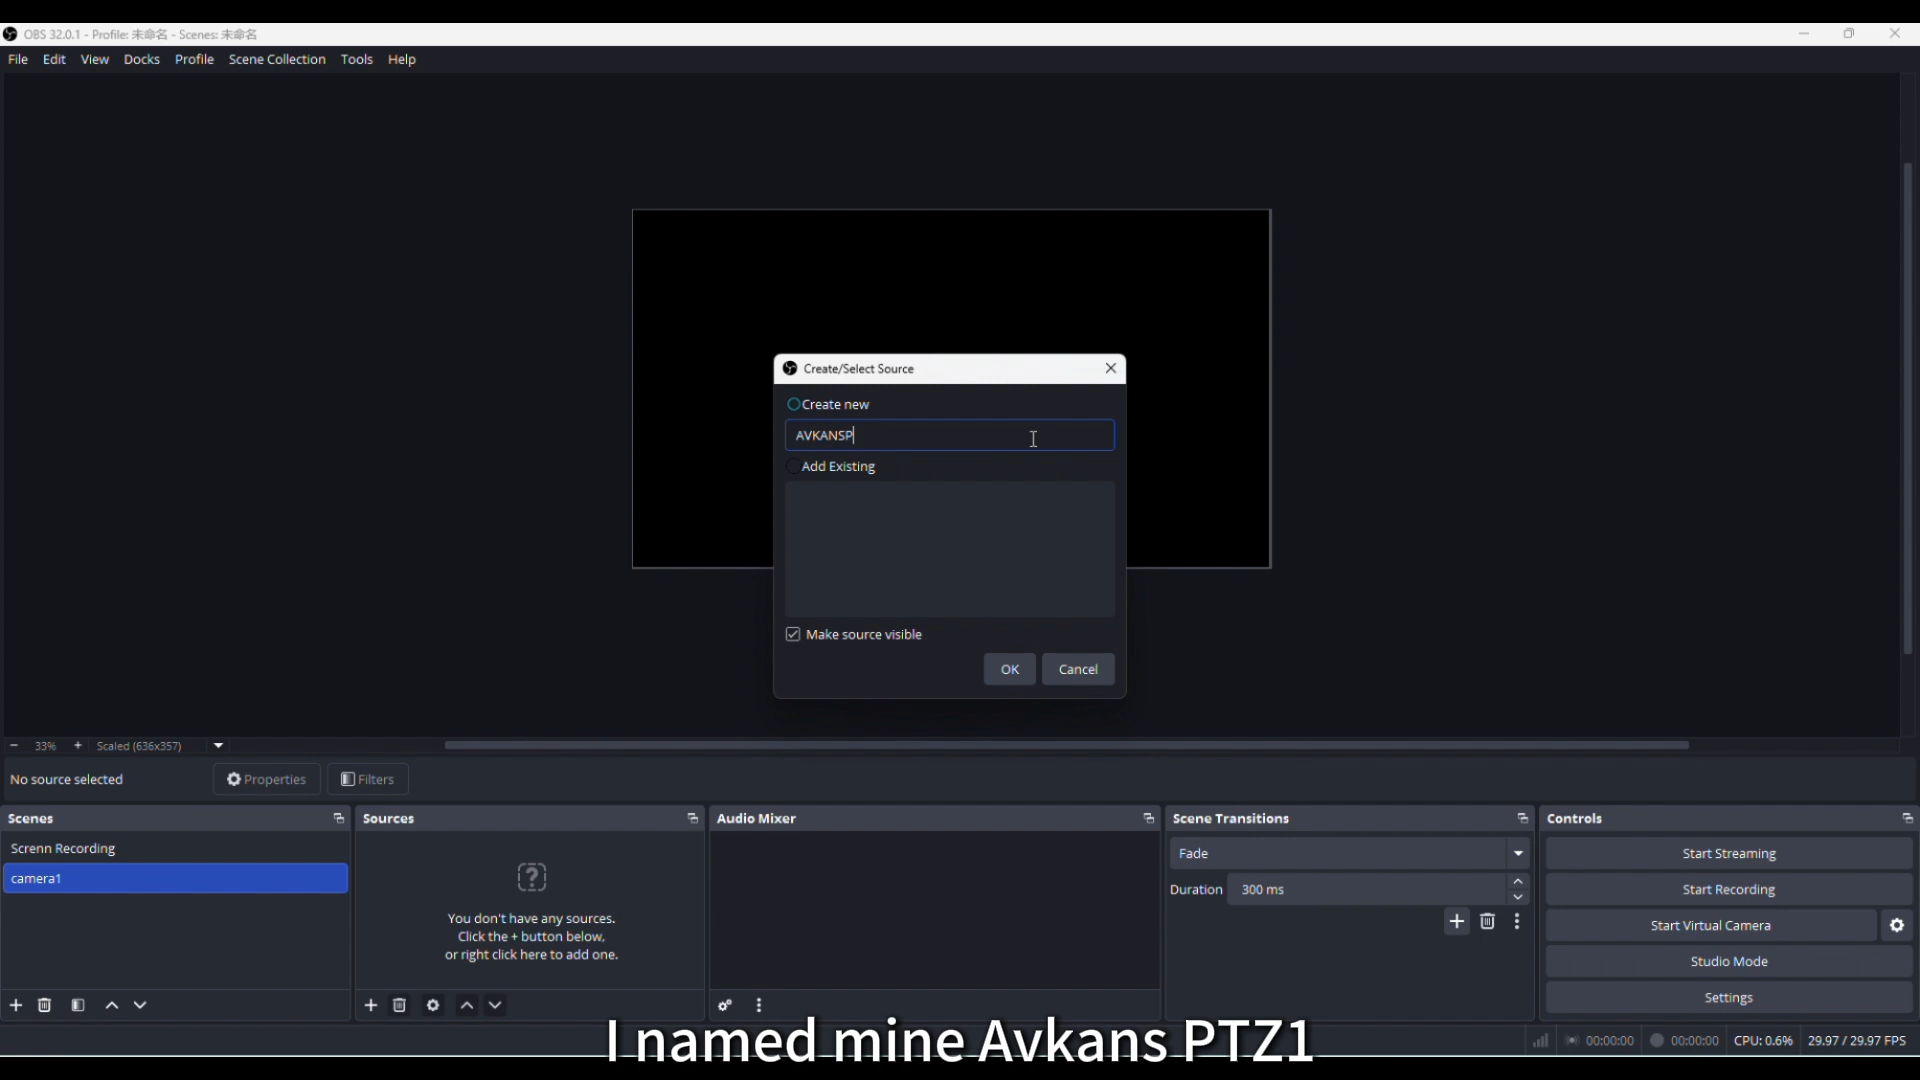 OBS 32.0.1 - Profile: 未命名 - Scenes: 未命名
File Edit View Docks Profile Scene Collection Tools Help
Create/Select Source
Create new
AVKANSP
Add Existing
Make source visible
OK Cancel
33% Scaled (636x357)
No source selected Properties Filters
Scenes
Screnn Recording
camera1
Sources
You don't have any sources.
Click the + button below,
or right click here to add one.
Audio Mixer
Scene Transitions
Fade
Duration 300 ms
Controls
Start Streaming
Start Recording
Start Virtual Camera
Studio Mode
Settings
I named mine Avkans PTZ1
00:00:00 00:00:00 CPU: 0.6% 29.97 / 29.97 FPS